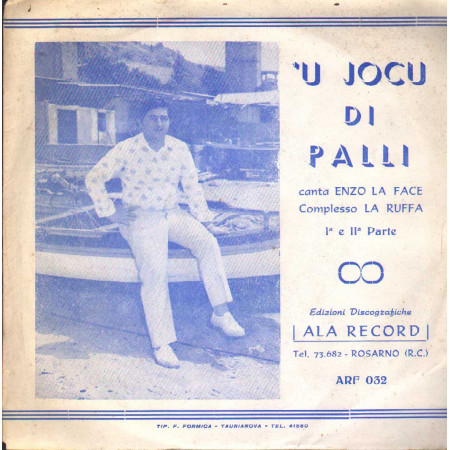 'U JOCU
DI
PALLI
canta ENZO LA FACE
Complesso LA RUFFA
Iª e IIª Parte
Edizioni Discografiche
ALA RECORD
Tel. 73.682 - ROSARNO (R.C.)
ARF 032
TIP. F. FORMICA - TAURIANOVA - TEL. 41560